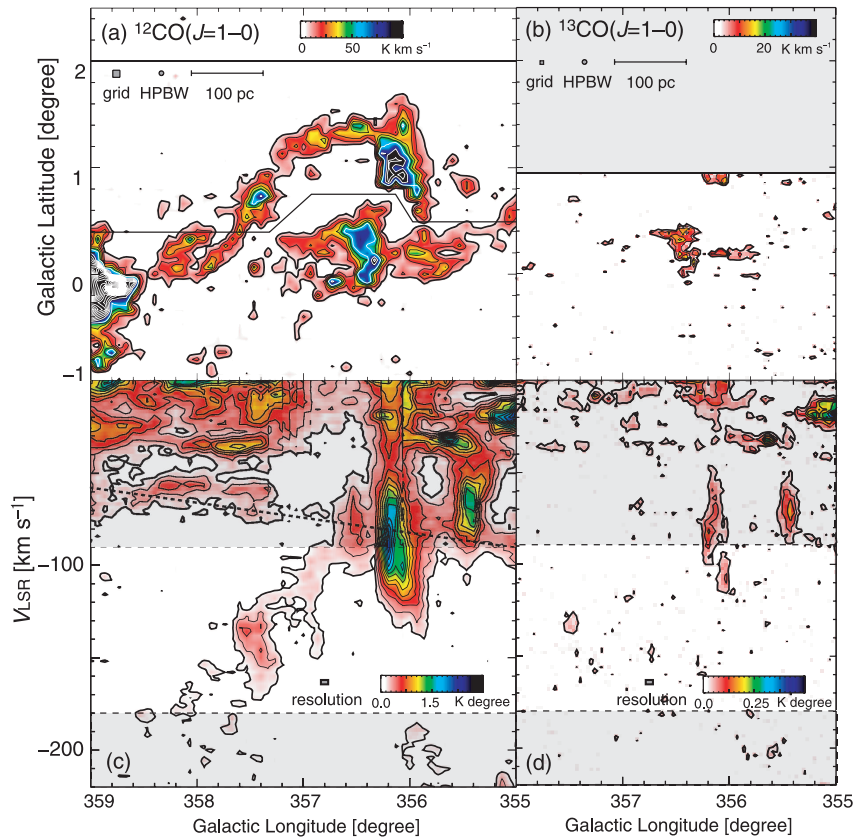 (a) ¹²CO(J=1–0)
0 50 K km s⁻¹
grid HPBW 100 pc
(b) ¹³CO(J=1–0)
0 20 K km s⁻¹
grid HPBW 100 pc
Galactic Latitude [degree]
2
1
0
−1
VLSR [km s⁻¹]
−100
−200
(c)
resolution
0.0 1.5 K degree
(d)
resolution
0.0 0.25 K degree
359 358 357 356 355
Galactic Longitude [degree]
357 356 355
Galactic Longitude [degree]